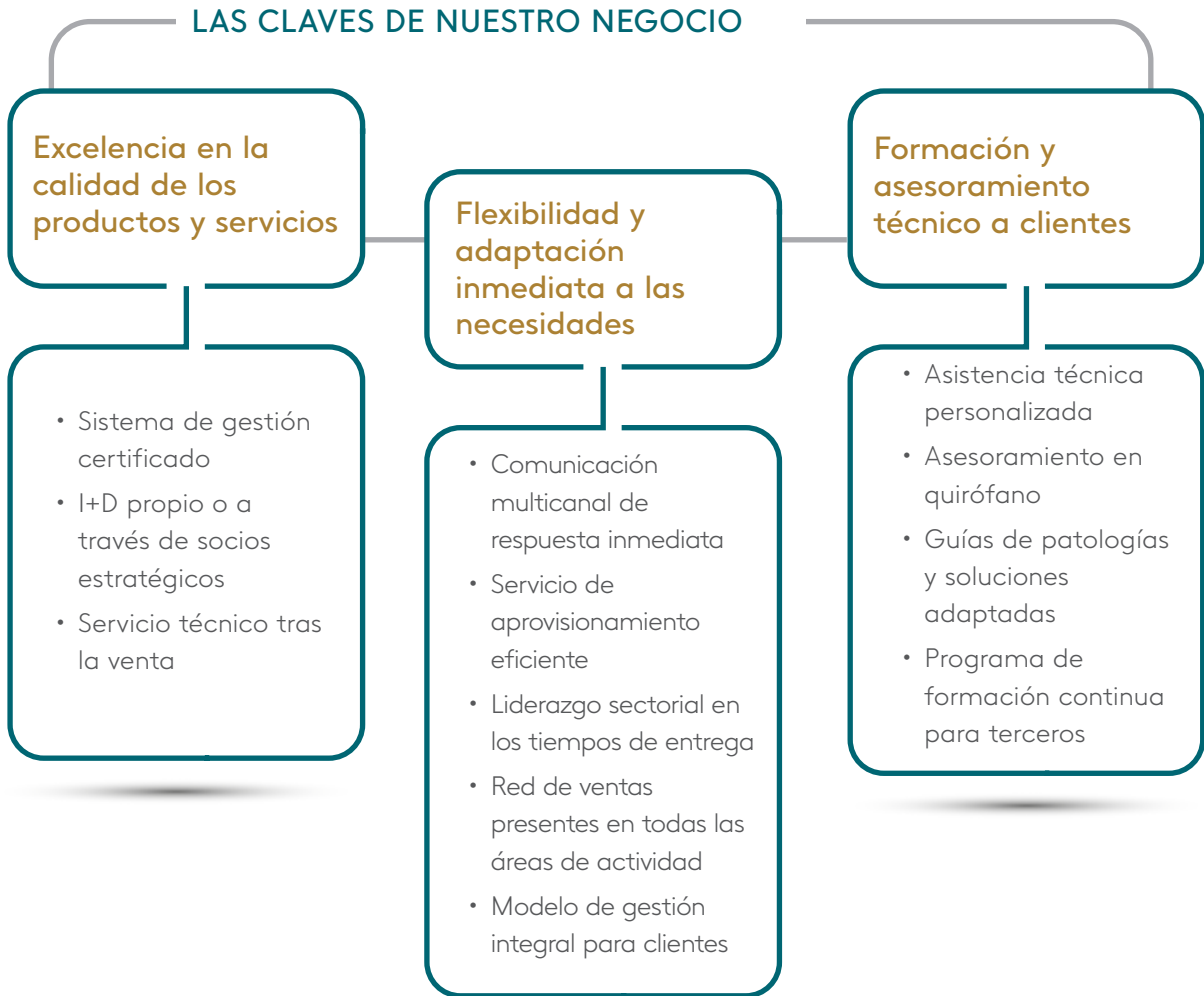 LAS CLAVES DE NUESTRO NEGOCIO
Excelencia en la
calidad de los
productos y servicios
• Sistema de gestión
certificado
• I+D propio o a
través de socios
estratégicos
• Servicio técnico tras
la venta
Flexibilidad y
adaptación
inmediata a las
necesidades
• Comunicación
multicanal de
respuesta inmediata
• Servicio de
aprovisionamiento
eficiente
• Liderazgo sectorial en
los tiempos de entrega
• Red de ventas
presentes en todas las
áreas de actividad
• Modelo de gestión
integral para clientes
Formación y
asesoramiento
técnico a clientes
• Asistencia técnica
personalizada
• Asesoramiento en
quirófano
• Guías de patologías
y soluciones
adaptadas
• Programa de
formación continua
para terceros